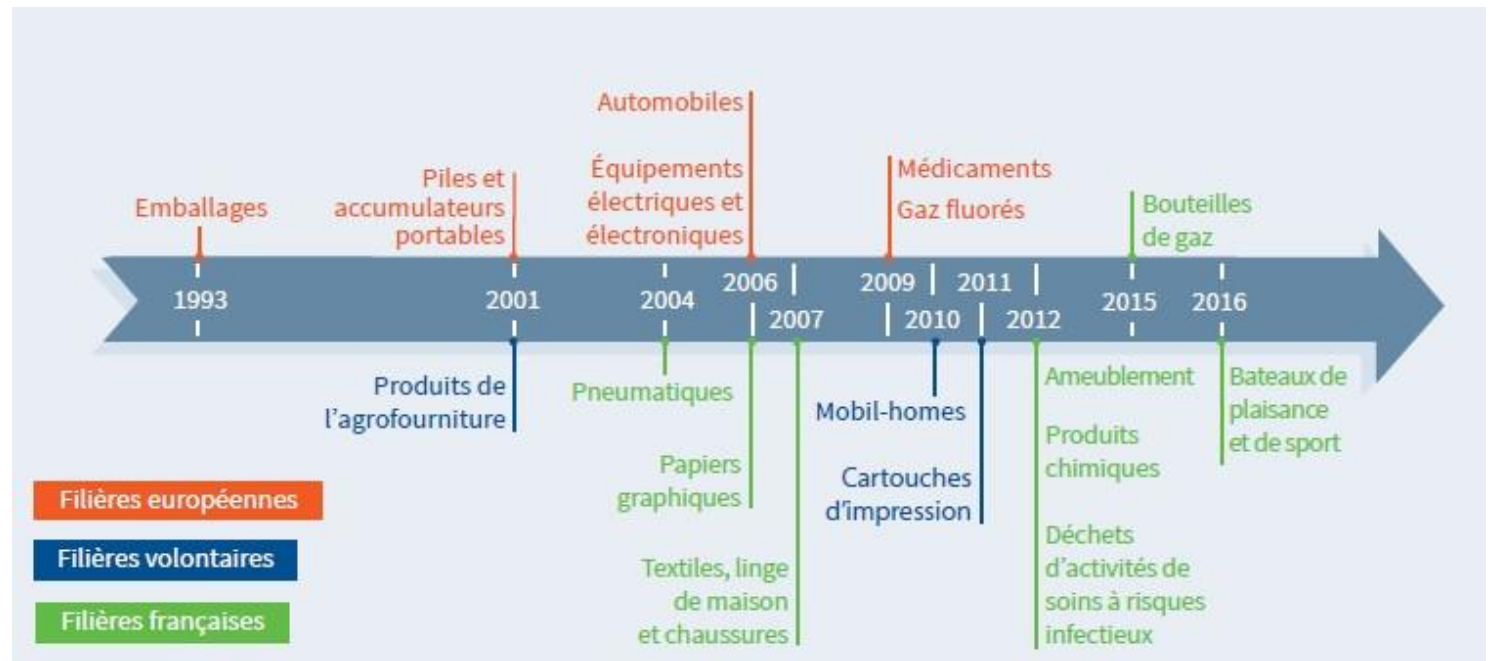 Automobiles
Équipements
électriques et
électroniques
Médicaments
Gaz fluorés
Piles et
accumulateurs
portables
Emballages
Bouteilles
de gaz
1993
2001
2004
2006
2007
2009
2010
2011
2012
2015
2016
Produits de
l'agrofourniture
Pneumatiques
Papiers
graphiques
Textiles, linge
de maison
et chaussures
Mobil-homes
Cartouches
d'impression
Ameublement
Produits
chimiques
Déchets
d'activités de
soins à risques
infectieux
Bateaux de
plaisance
et de sport
Filières européennes
Filières volontaires
Filières françaises